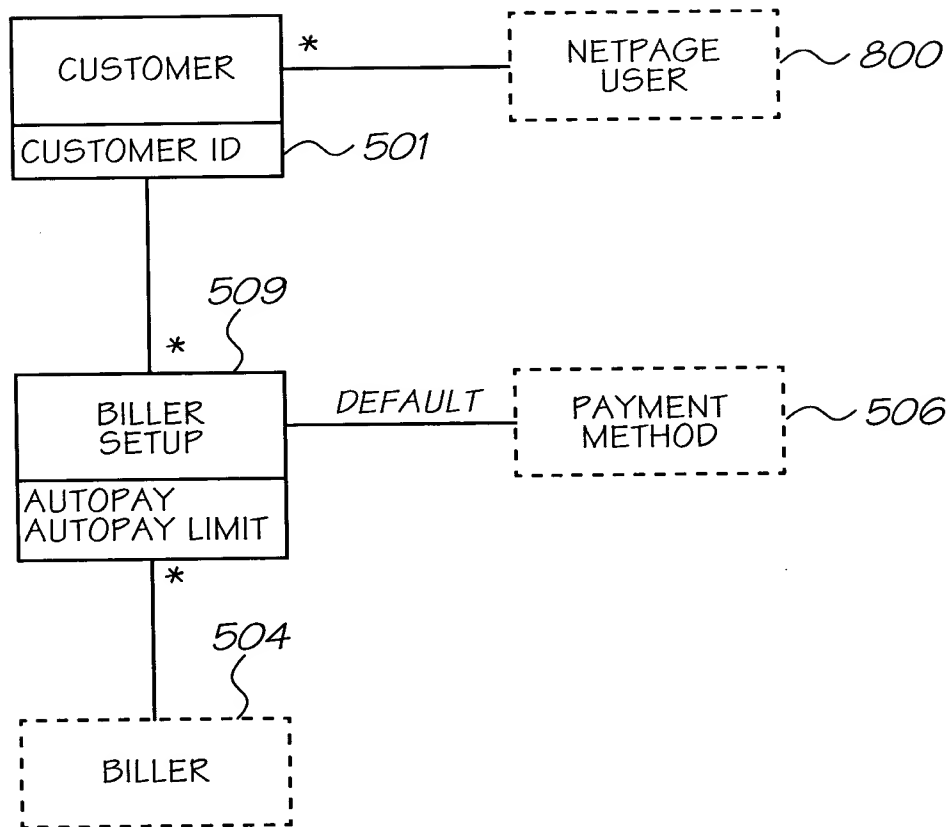 *
CUSTOMER
NETPAGE
USER
800
CUSTOMER ID
501
509
*
BILLER
SETUP
DEFAULT
PAYMENT
METHOD
506
AUTOPAY
AUTOPAY LIMIT
*
504
BILLER